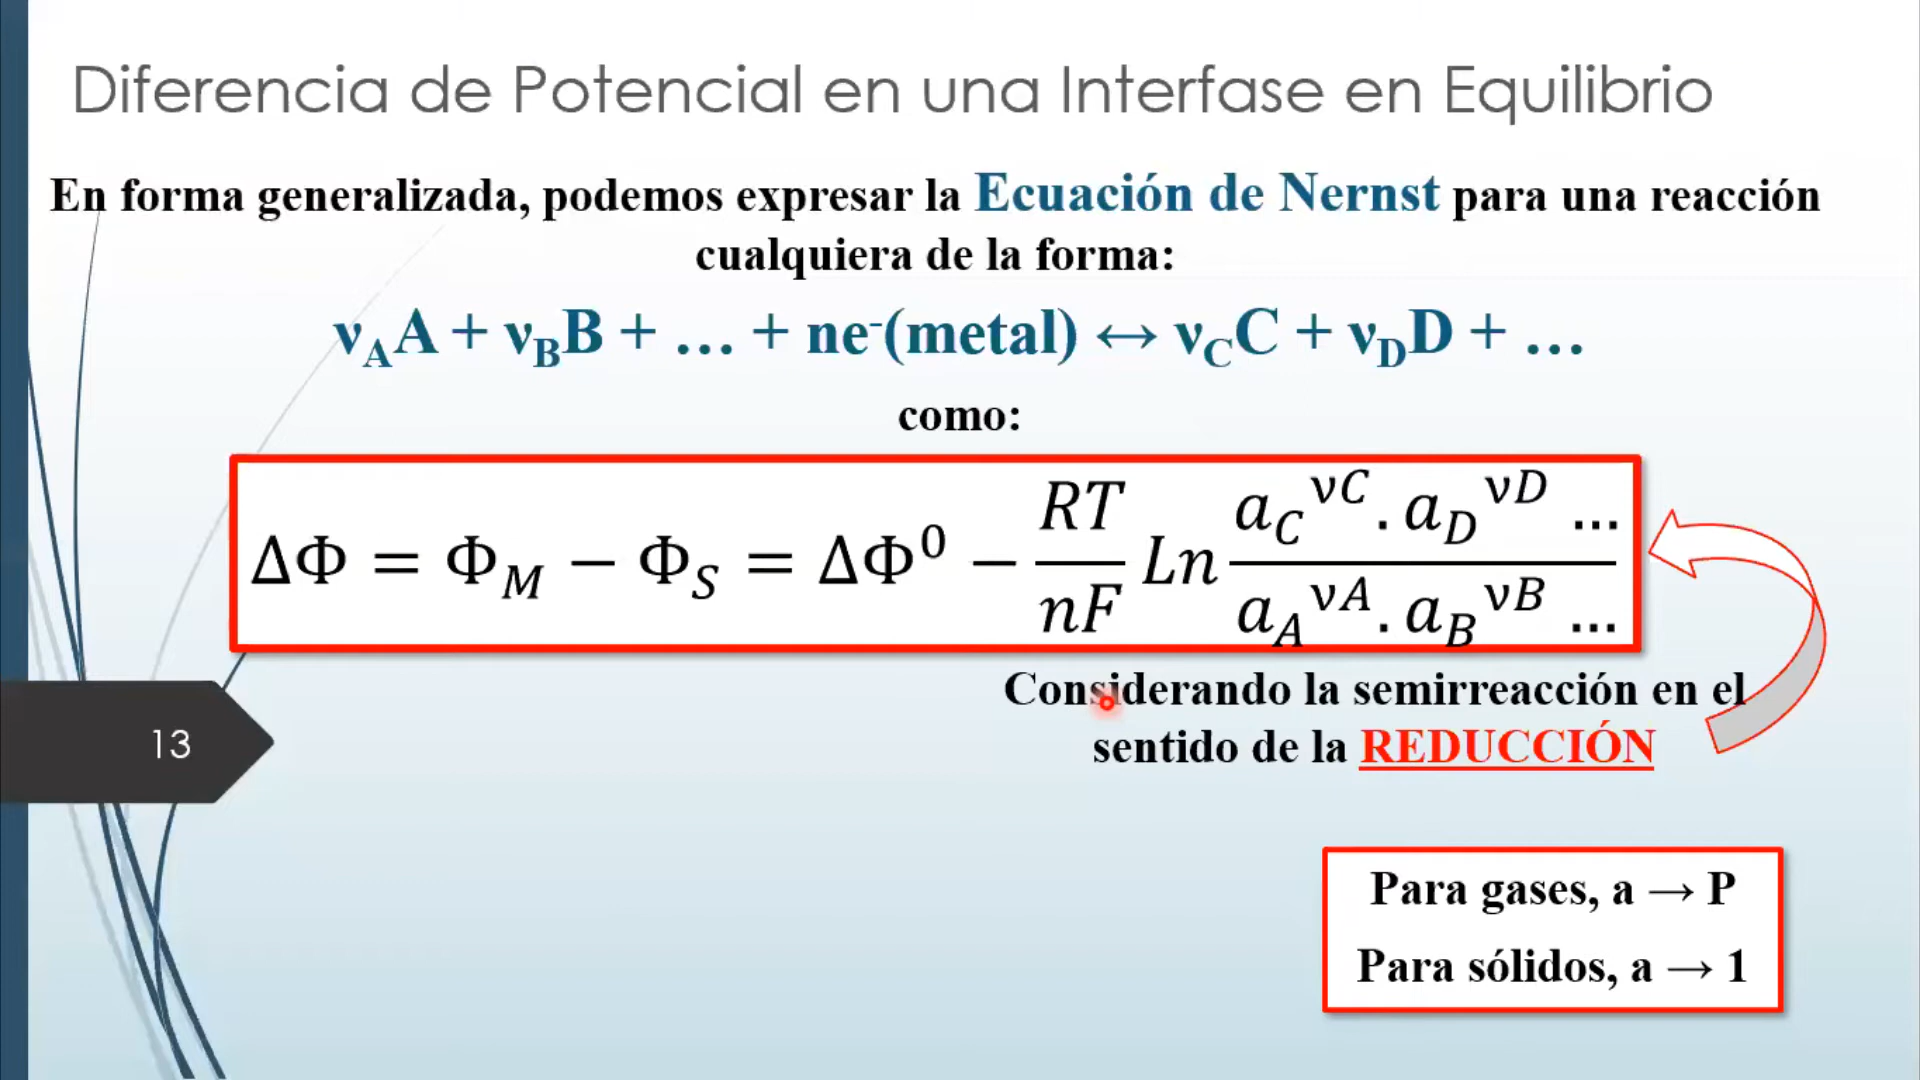 Diferencia de Potencial en una Interfase en Equilibrio
En forma generalizada, podemos expresar la Ecuación de Nernst para una reacción
cualquiera de la forma:
ν_A A + ν_B B + … + ne⁻(metal) ↔ ν_C C + ν_D D + …
como:
ΔΦ = Φ_M − Φ_S = ΔΦ⁰ − RT/nF Ln a_C^νC . a_D^νD … / a_A^νA . a_B^νB …
Considerando la semirreacción en el
sentido de la REDUCCIÓN
13
Para gases, a → P
Para sólidos, a → 1